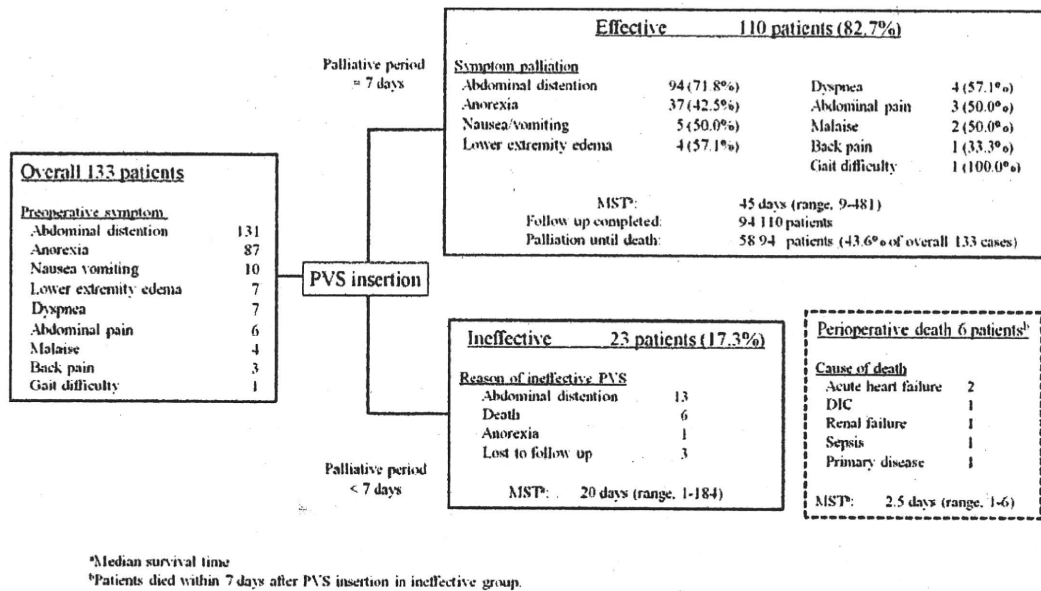 Overall 133 patients
Preoperative symptom
Abdominal distention 131
Anorexia 87
Nausea vomiting 10
Lower extremity edema 7
Dyspnea 7
Abdominal pain 6
Malaise 4
Back pain 3
Gait difficulty 1
PVS insertion
Palliative period
= 7 days
Effective 110 patients (82.7%)
Symptom palliation
Abdominal distention 94 (71.8%)
Anorexia 37 (42.5%)
Nausea/vomiting 5 (50.0%)
Lower extremity edema 4 (57.1%)
Dyspnea 4 (57.1%)
Abdominal pain 3 (50.0%)
Malaise 2 (50.0%)
Back pain 1 (33.3%)
Gait difficulty 1 (100.0%)
MSTa: 45 days (range, 9-481)
Follow up completed: 94 110 patients
Palliation until death: 58 94 patients (43.6% of overall 133 cases)
Palliative period
< 7 days
Ineffective 23 patients (17.3%)
Reason of ineffective PVS
Abdominal distention 13
Death 6
Anorexia 1
Lost to follow up 3
MSTa: 20 days (range, 1-184)
Perioperative death 6 patientsb
Cause of death
Acute heart failure 2
DIC 1
Renal failure 1
Sepsis 1
Primary disease 1
MSTa: 2.5 days (range, 1-6)
aMedian survival time
bPatients died within 7 days after PVS insertion in ineffective group.